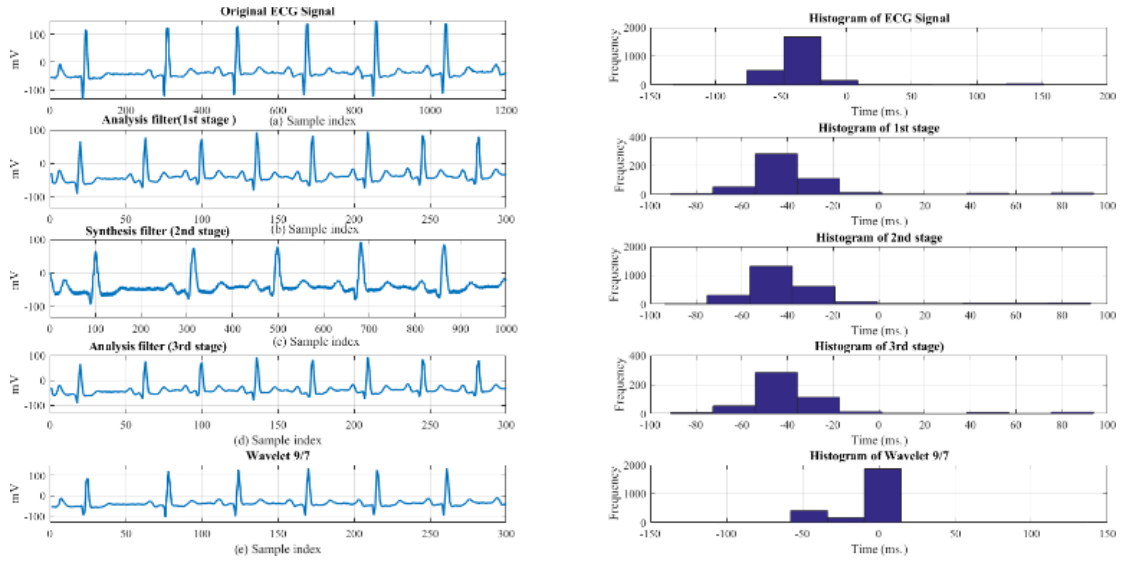 Original ECG Signal
mV
100
0
-100
0 200 400 600 800 1000 1200
(a) Sample index
Analysis filter(1st stage )
mV
100
0
-100
0 50 100 150 200 250 300
(b) Sample index
Synthesis filter (2nd stage)
mV
100
0
-100
0 100 200 300 400 500 600 700 800 900 1000
(c) Sample index
Analysis filter (3rd stage)
mV
100
0
-100
0 50 100 150 200 250 300
(d) Sample index
Wavelet 9/7
mV
100
0
-100
0 50 100 150 200 250 300
(e) Sample index
Histogram of ECG Signal
Frequency
2000
1000
0
-150 -100 -50 0 50 100 150 200
Time (ms.)
Histogram of 1st stage
Frequency
400
200
0
-100 -80 -60 -40 -20 0 20 40 60 80 100
Time (ms.)
Histogram of 2nd stage
Frequency
2000
1000
0
-100 -80 -60 -40 -20 0 20 40 60 80 100
Time (ms.)
Histogram of 3rd stage)
Frequency
400
200
0
-100 -80 -60 -40 -20 0 20 40 60 80 100
Time (ms.)
Histogram of Wavelet 9/7
Frequency
2000
1000
0
-150 -100 -50 0 50 100 150
Time (ms.)